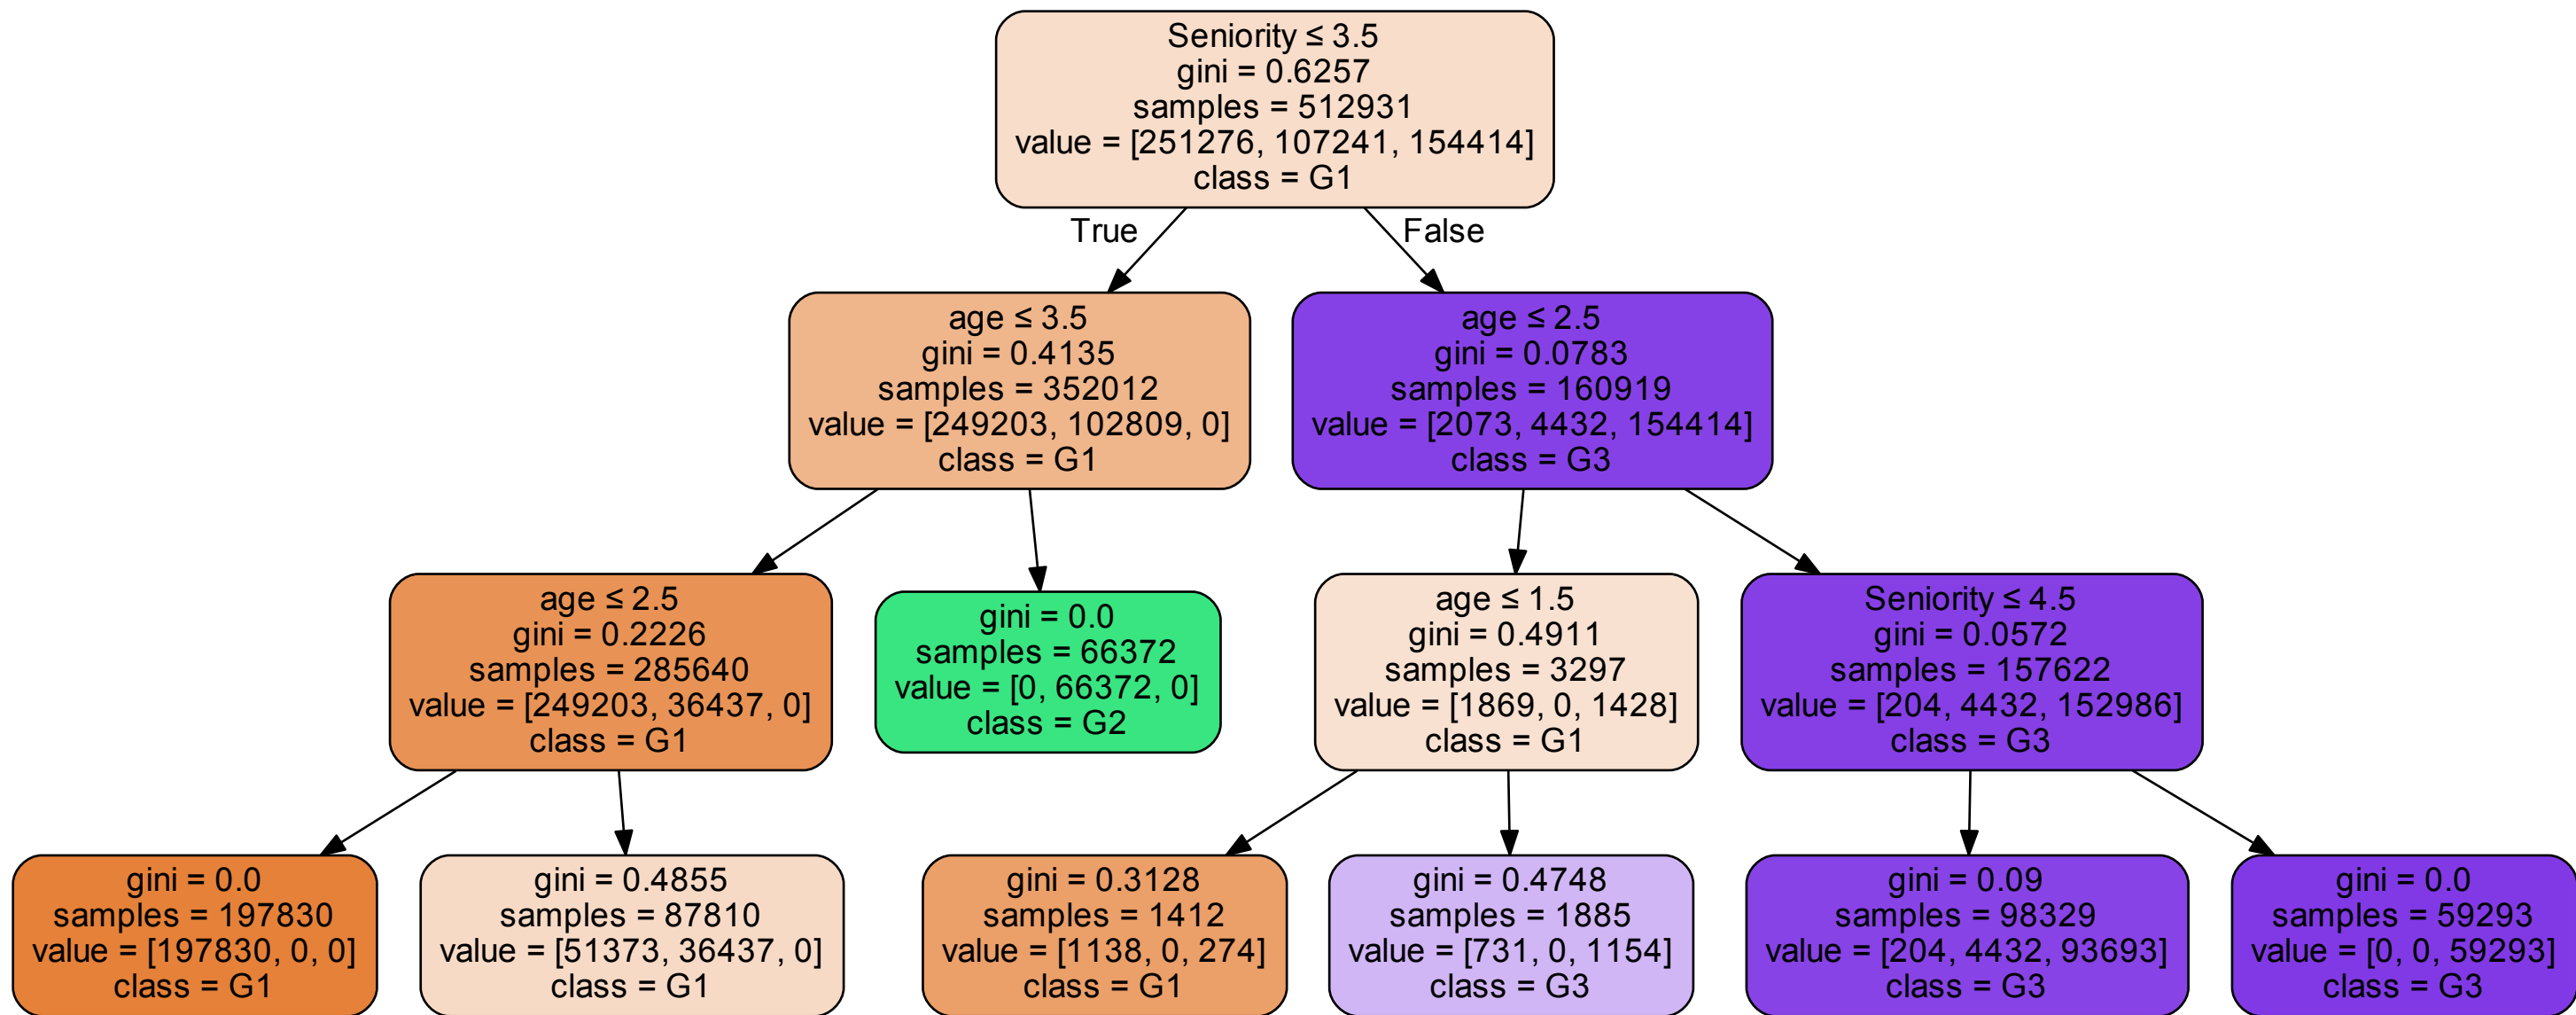 Seniority ≤ 3.5
gini = 0.6257
samples = 512931
value = [251276, 107241, 154414]
class = G1
True
False
age ≤ 3.5
gini = 0.4135
samples = 352012
value = [249203, 102809, 0]
class = G1
age ≤ 2.5
gini = 0.0783
samples = 160919
value = [2073, 4432, 154414]
class = G3
age ≤ 2.5
gini = 0.2226
samples = 285640
value = [249203, 36437, 0]
class = G1
gini = 0.0
samples = 66372
value = [0, 66372, 0]
class = G2
age ≤ 1.5
gini = 0.4911
samples = 3297
value = [1869, 0, 1428]
class = G1
Seniority ≤ 4.5
gini = 0.0572
samples = 157622
value = [204, 4432, 152986]
class = G3
gini = 0.0
samples = 197830
value = [197830, 0, 0]
class = G1
gini = 0.4855
samples = 87810
value = [51373, 36437, 0]
class = G1
gini = 0.3128
samples = 1412
value = [1138, 0, 274]
class = G1
gini = 0.4748
samples = 1885
value = [731, 0, 1154]
class = G3
gini = 0.09
samples = 98329
value = [204, 4432, 93693]
class = G3
gini = 0.0
samples = 59293
value = [0, 0, 59293]
class = G3